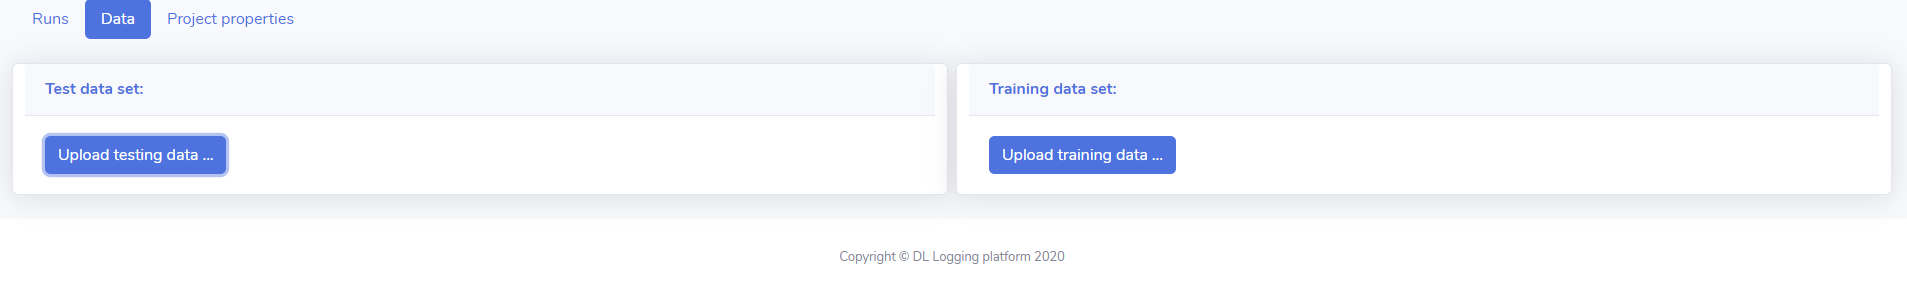 Runs Data Project properties
Test data set:
Upload testing data ...
Training data set:
Upload training data ...
Copyright © DL Logging platform 2020